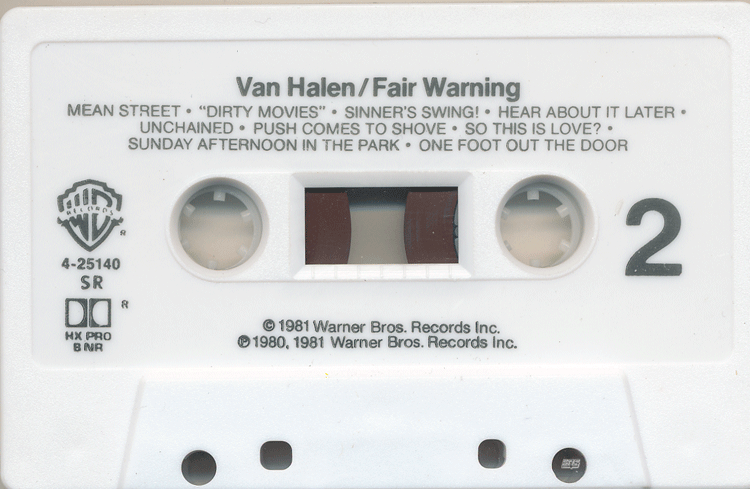 Van Halen/Fair Warning
MEAN STREET • "DIRTY MOVIES" • SINNER'S SWING! • HEAR ABOUT IT LATER •
UNCHAINED • PUSH COMES TO SHOVE • SO THIS IS LOVE? •
SUNDAY AFTERNOON IN THE PARK • ONE FOOT OUT THE DOOR
RECORDS
®
4-25140
SR
®
HX PRO
B NR
2
©1981 Warner Bros. Records Inc.
℗1980, 1981 Warner Bros. Records Inc.